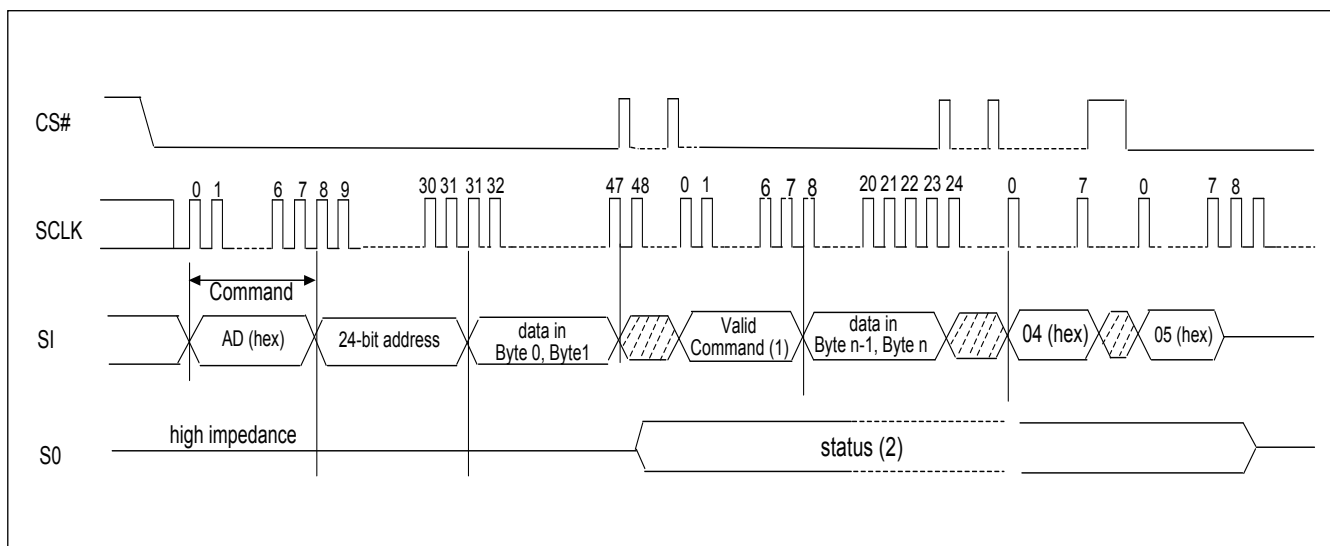 CS#
0 1 6 7 8 9 30 31 31 32 47 48 0 1 6 7 8 20 21 22 23 24 0 7 0 7 8
SCLK
Command
SI
AD (hex)
24-bit address
data in
Byte 0, Byte1
Valid
Command (1)
data in
Byte n-1, Byte n
04 (hex)
05 (hex)
high impedance
S0
status (2)